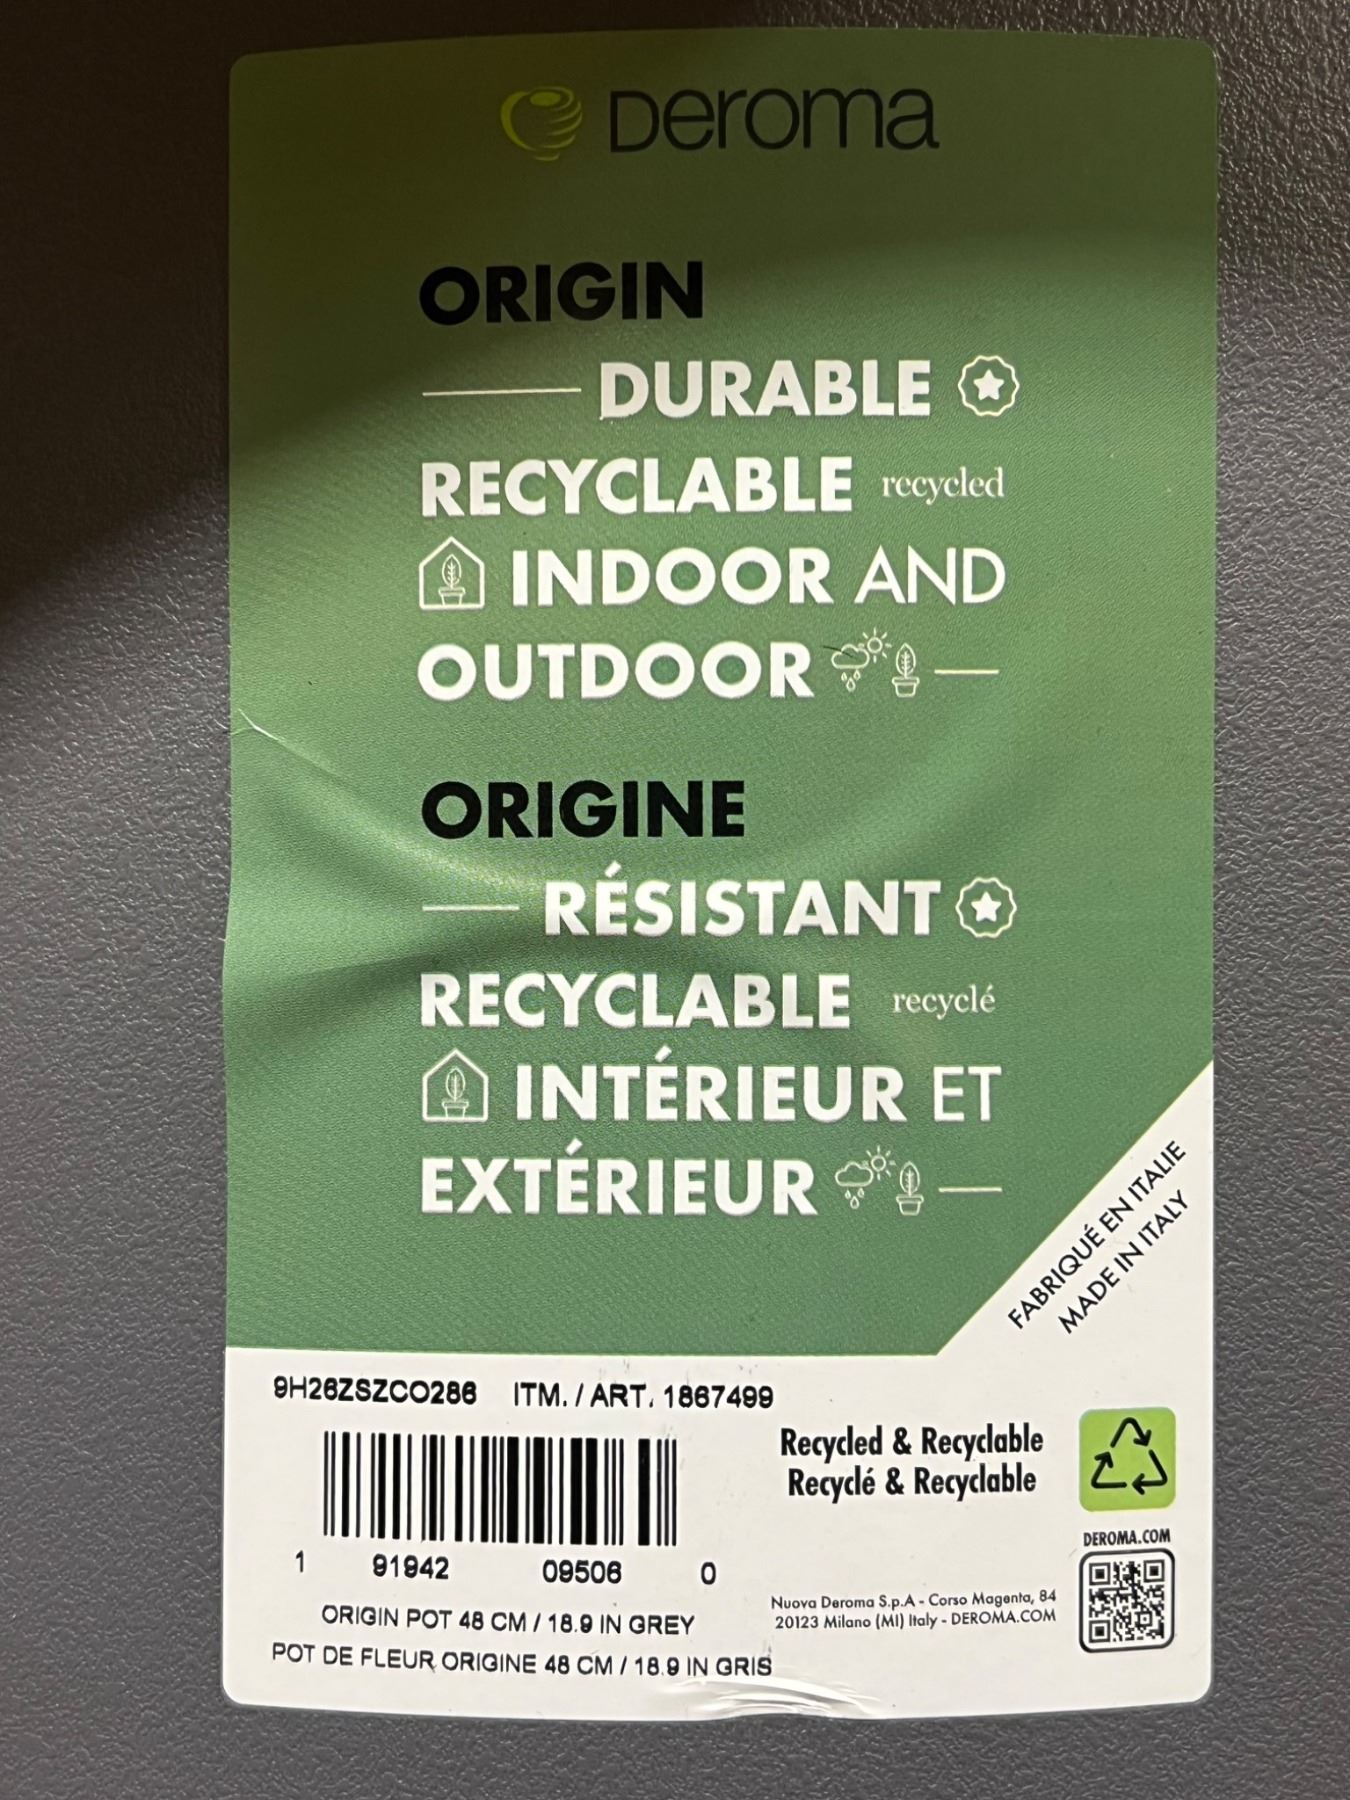 Deroma
ORIGIN
DURABLE
RECYCLABLE recycled
INDOOR AND
OUTDOOR
ORIGINE
RÉSISTANT
RECYCLABLE recyclé
INTÉRIEUR ET
EXTÉRIEUR
FABRIQUÉ EN ITALIE
MADE IN ITALY
9H26ZSZCO286 ITM. / ART. 1867499
Recycled & Recyclable
Recyclé & Recyclable
1 91942 09506 0
ORIGIN POT 48 CM / 18.9 IN GREY
POT DE FLEUR ORIGINE 48 CM / 18.9 IN GRIS
DEROMA.COM
Nuova Deroma S.p.A - Corso Magenta, 84
20123 Milano (MI) Italy - DEROMA.COM